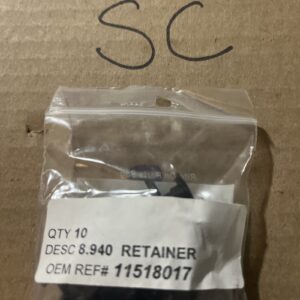 SC
QTY 10
DESC 8.940 RETAINER
OEM REF# 11518017